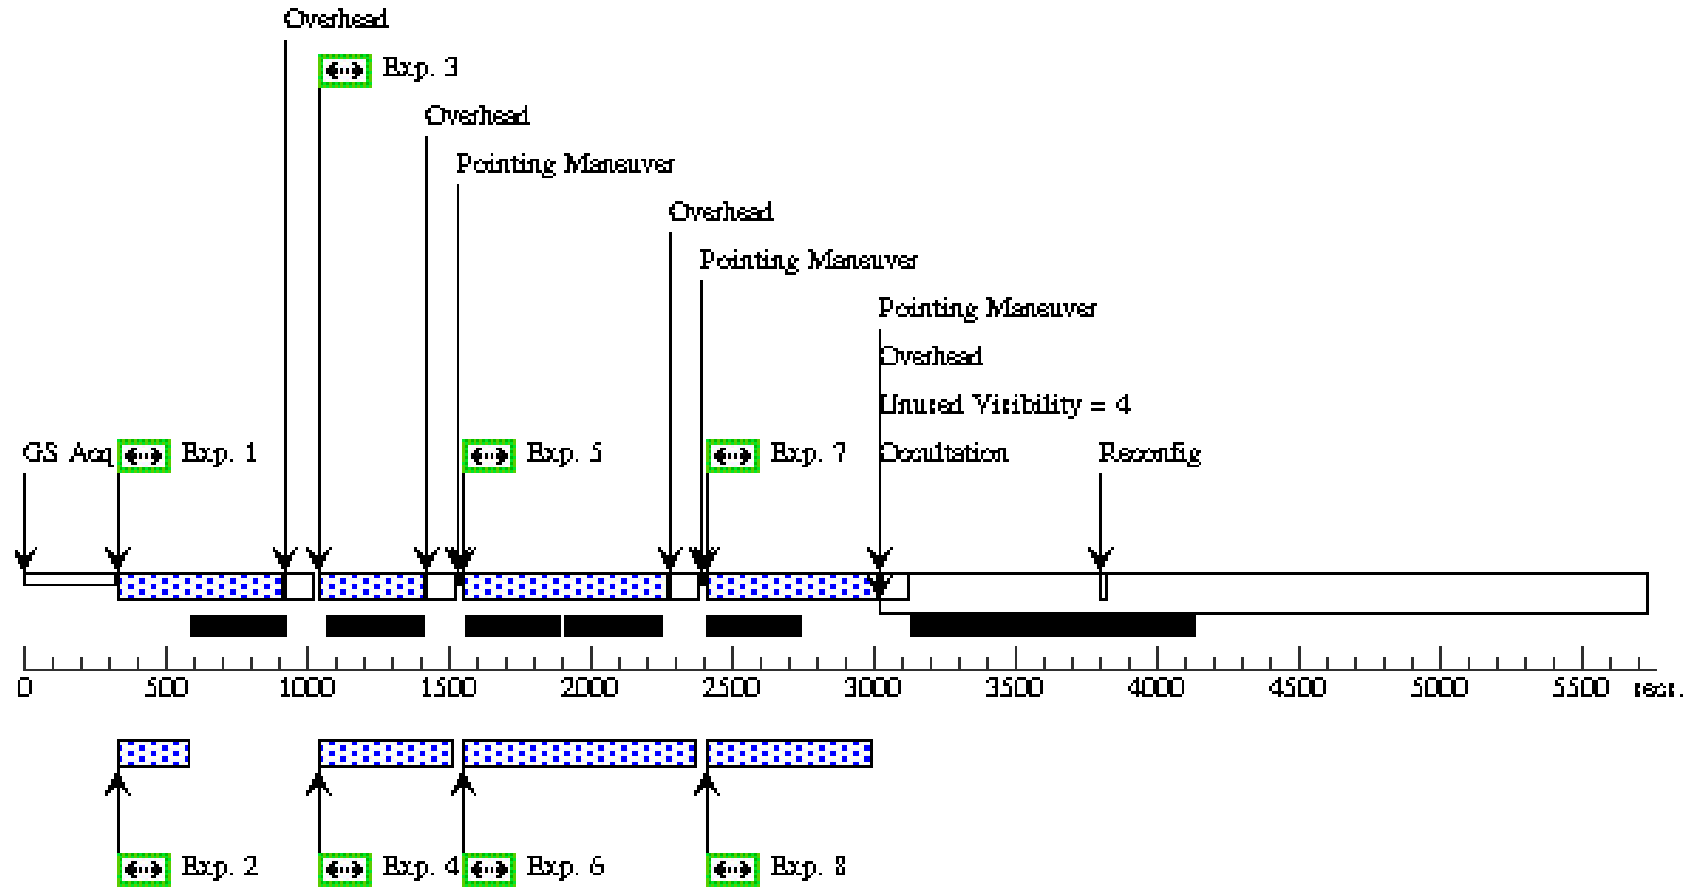 Overhead
Exp. 3
Overhead
Pointing Maneuver
Overhead
Pointing Maneuver
Pointing Maneuver
Overhead
Unused Visibility = 4
GS Acq Exp. 1 Exp. 5 Exp. 7 Occultation Reconfig
0 500 1000 1500 2000 2500 3000 3500 4000 4500 5000 5500 secs.
Exp. 2 Exp. 4 Exp. 6 Exp. 8